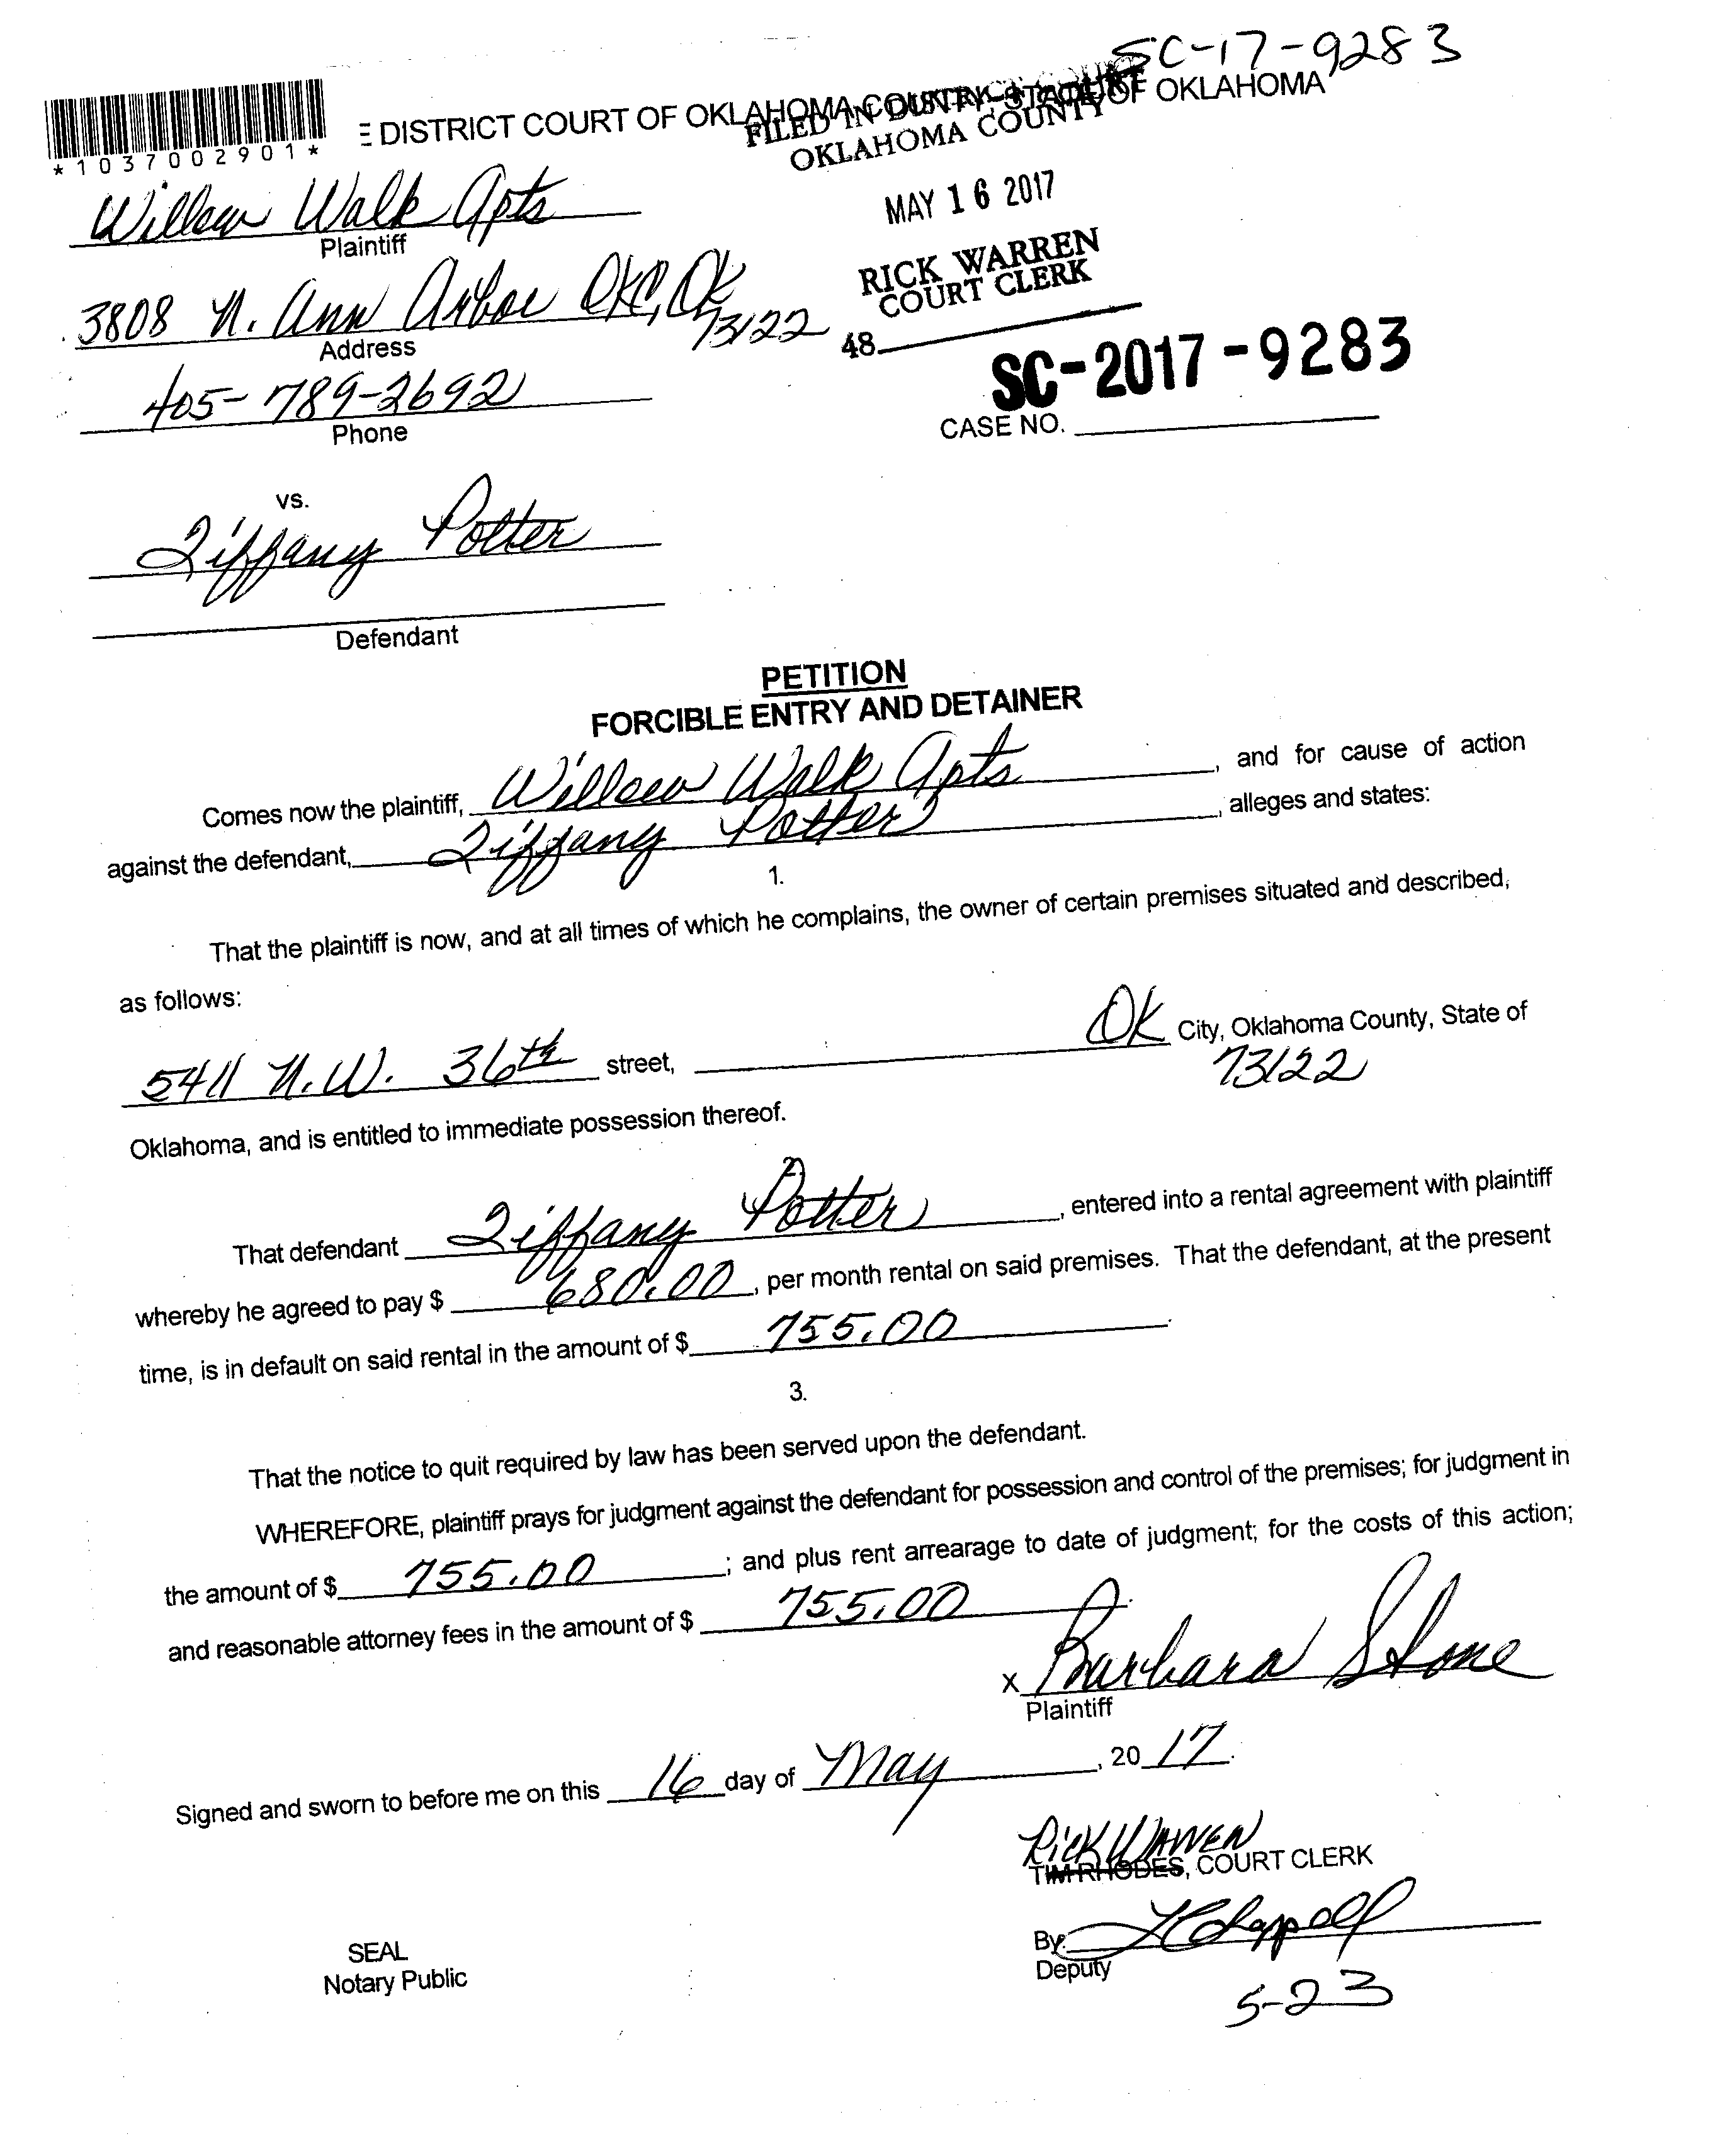 SC-17-9283
E DISTRICT COURT OF OKLAHOMA COUNTY, STATE OF OKLAHOMA
FILED IN DISTRICT COURT
OKLAHOMA COUNTY
*1037002901*
MAY 16 2017
Willow Walk Apts
Plaintiff
RICK WARREN
COURT CLERK
3808 N. Ann Arbor OKC, Ok
73122
Address
48
SC-2017-9283
CASE NO.
405-789-2692
Phone
vs.
Tiffany Potter
Defendant
PETITION
FORCIBLE ENTRY AND DETAINER
Comes now the plaintiff, Willow Walk Apts, and for cause of action
against the defendant, Tiffany Potter, alleges and states:
1.
That the plaintiff is now, and at all times of which he complains, the owner of certain premises situated and described,
as follows:
5411 N.W. 36th street, OK City, Oklahoma County, State of
73122
Oklahoma, and is entitled to immediate possession thereof.
2.
That defendant Tiffany Potter, entered into a rental agreement with plaintiff
whereby he agreed to pay $ 680.00, per month rental on said premises. That the defendant, at the present
time, is in default on said rental in the amount of $ 755.00.
3.
That the notice to quit required by law has been served upon the defendant.
WHEREFORE, plaintiff prays for judgment against the defendant for possession and control of the premises; for judgment in
the amount of $ 755.00; and plus rent arrearage to date of judgment; for the costs of this action;
and reasonable attorney fees in the amount of $ 755.00.
x Barbara Stone
Plaintiff
Signed and sworn to before me on this 16 day of May, 2017.
Rick Warren
TIM RHODES, COURT CLERK
By: Chappell
Deputy
SEAL
Notary Public
5-23